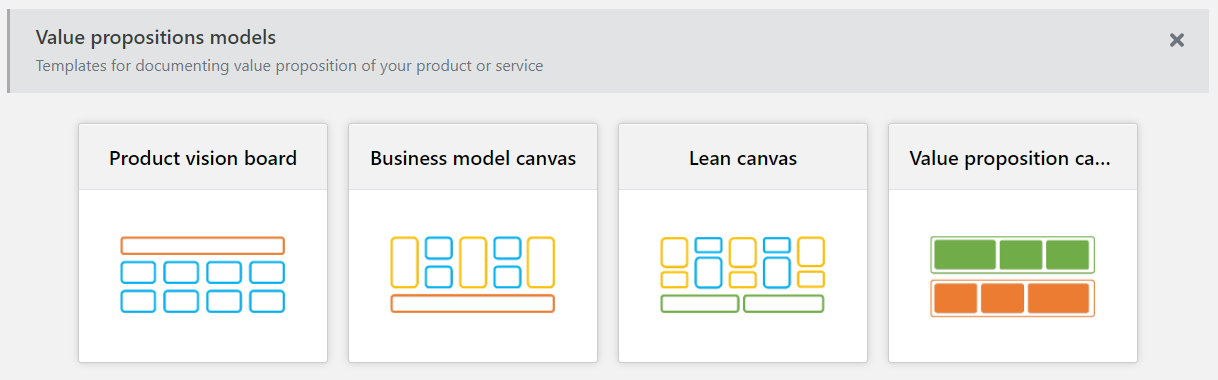 Value propositions models
Templates for documenting value proposition of your product or service
Product vision board
Business model canvas
Lean canvas
Value proposition ca...